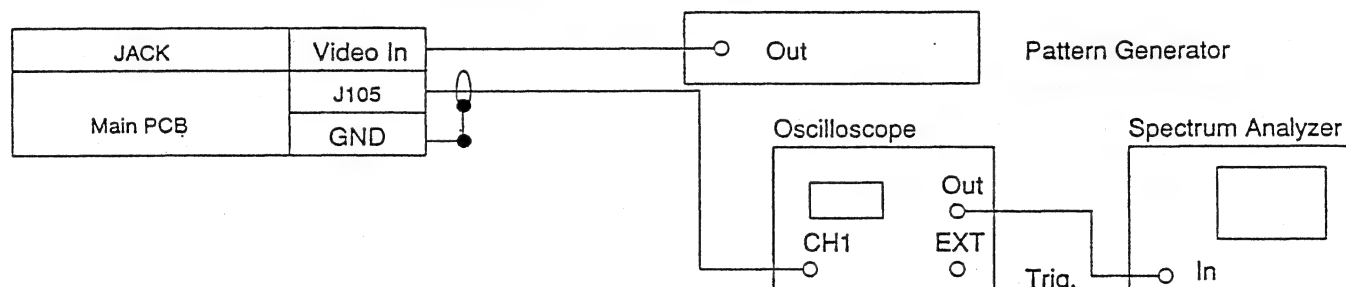 JACK
Video In
Out
Pattern Generator
Main PCB
J105
GND
Oscilloscope
Spectrum Analyzer
Out
CH1
EXT
Trig.
In